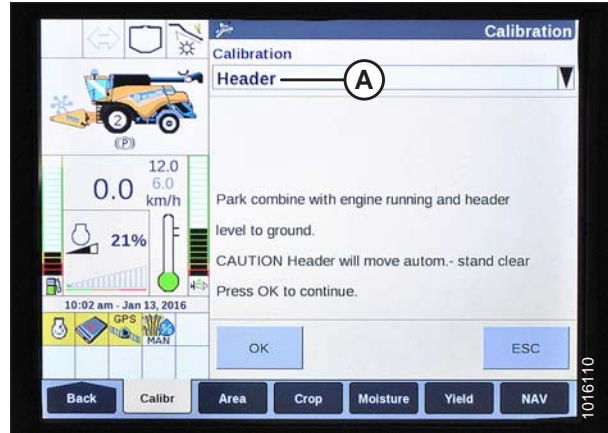 Calibration
Calibration
Header
A
2
(P)
12.0
0.0
6.0
km/h
21%
Park combine with engine running and header
level to ground.
CAUTION Header will move autom.- stand clear
Press OK to continue.
10:02 am - Jan 13, 2016
GPS
MAN
OK
ESC
Back
Calibr
Area
Crop
Moisture
Yield
NAV
1016110